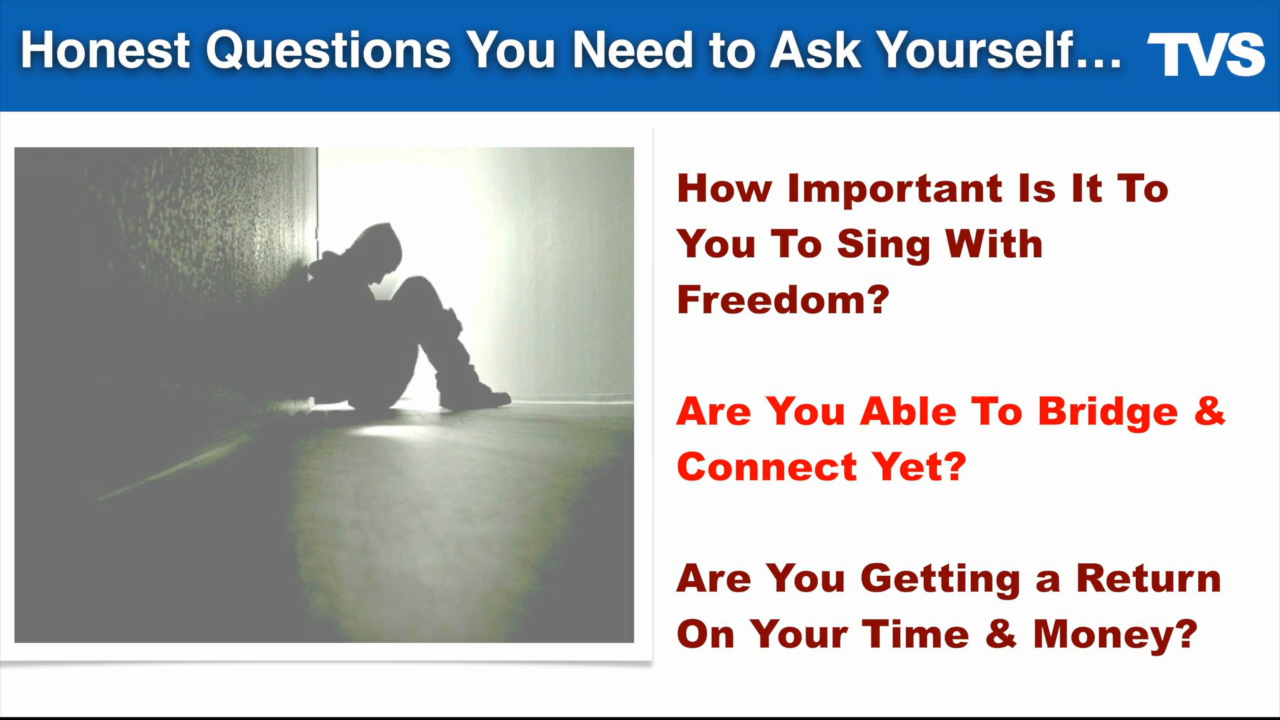 Honest Questions You Need to Ask Yourself...
TVS
How Important Is It To
You To Sing With
Freedom?
Are You Able To Bridge &
Connect Yet?
Are You Getting a Return
On Your Time & Money?